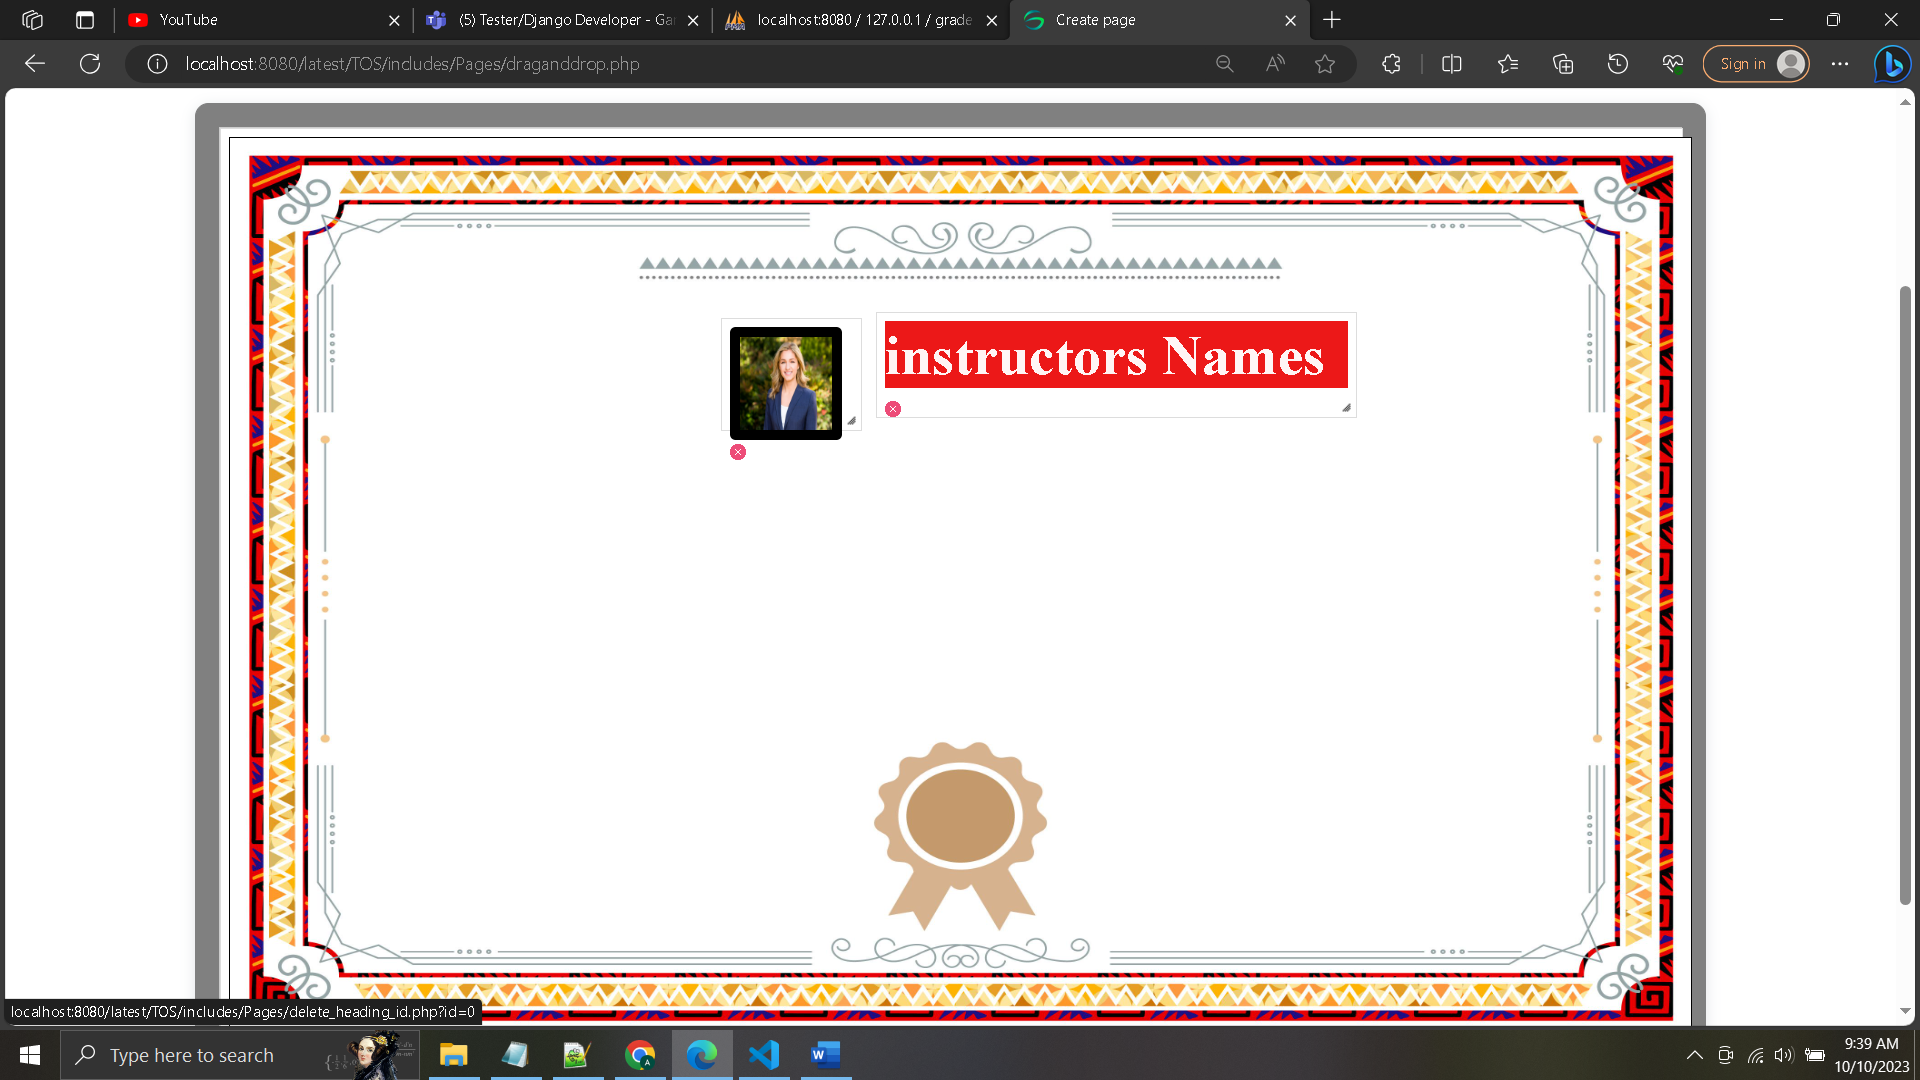 YouTube
(5) Tester/Django Developer - Gar
localhost:8080 / 127.0.0.1 / grade
Create page
localhost:8080/latest/TOS/includes/Pages/draganddrop.php
Sign in
instructors Names
localhost:8080/latest/TOS/includes/Pages/delete_heading_id.php?id=0
Type here to search
9:39 AM
10/10/2023